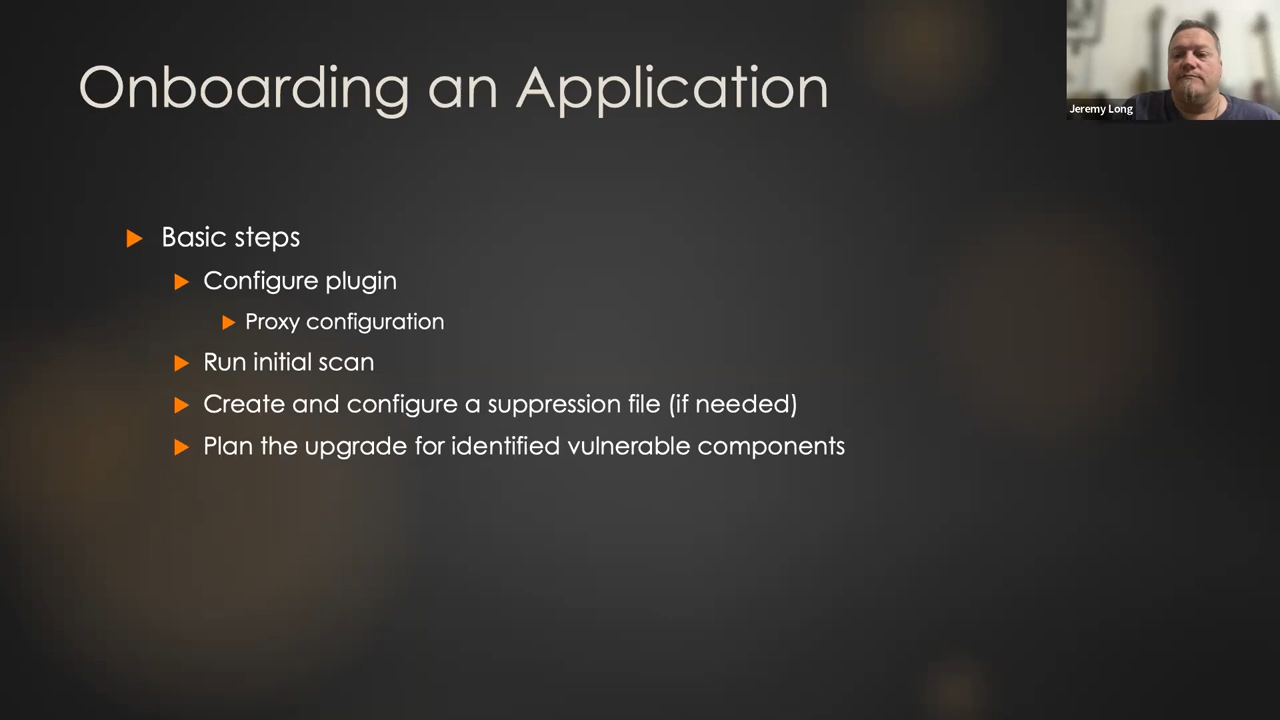 Onboarding an Application
Jeremy Long
Basic steps
Configure plugin
Proxy configuration
Run initial scan
Create and configure a suppression file (if needed)
Plan the upgrade for identified vulnerable components